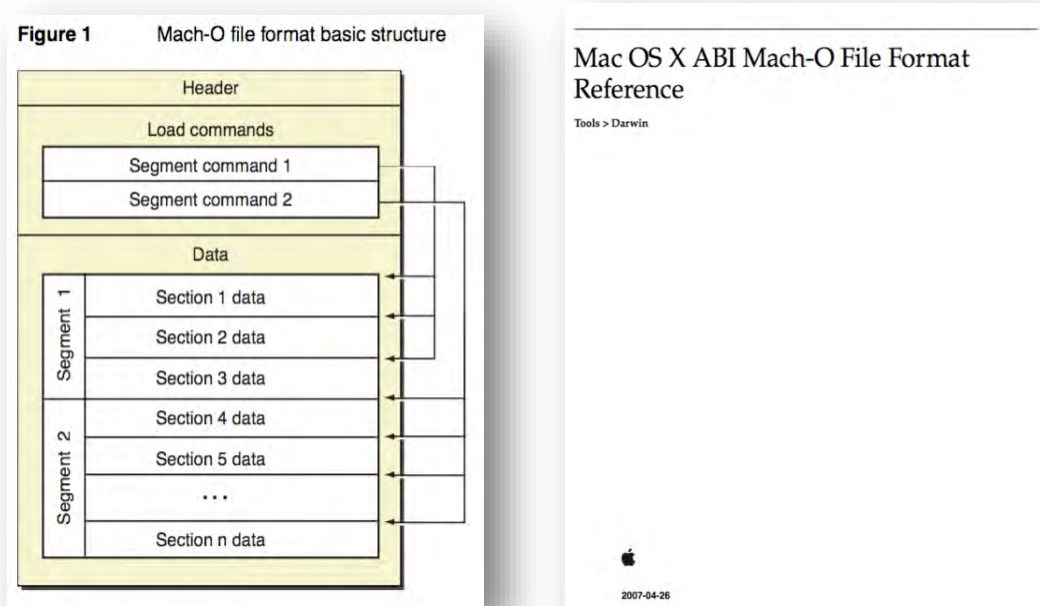 Figure 1 Mach-O file format basic structure
Header
Load commands
Segment command 1
Segment command 2
Data
Segment 1
Section 1 data
Section 2 data
Section 3 data
Segment 2
Section 4 data
Section 5 data
...
Section n data
Mac OS X ABI Mach-O File Format
Reference
Tools > Darwin
2007-04-26